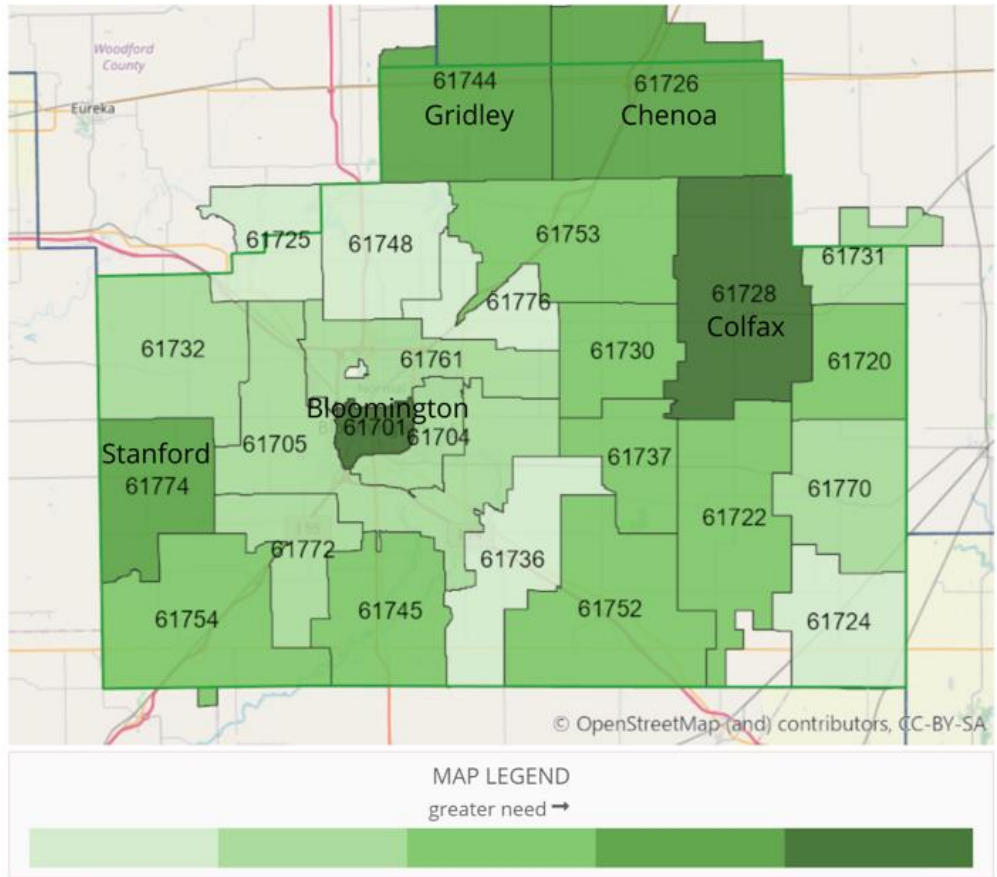 Woodford
County
Eureka
61744
Gridley
61726
Chenoa
61725
61748
61753
61731
61776
61728
Colfax
61732
61761
61730
61720
Normal
Bloomington
61701
61704
Stanford
61774
61705
61737
61770
61722
I 55
61772
61736
61754
61745
61752
61724
© OpenStreetMap (and) contributors, CC-BY-SA
MAP LEGEND
greater need →